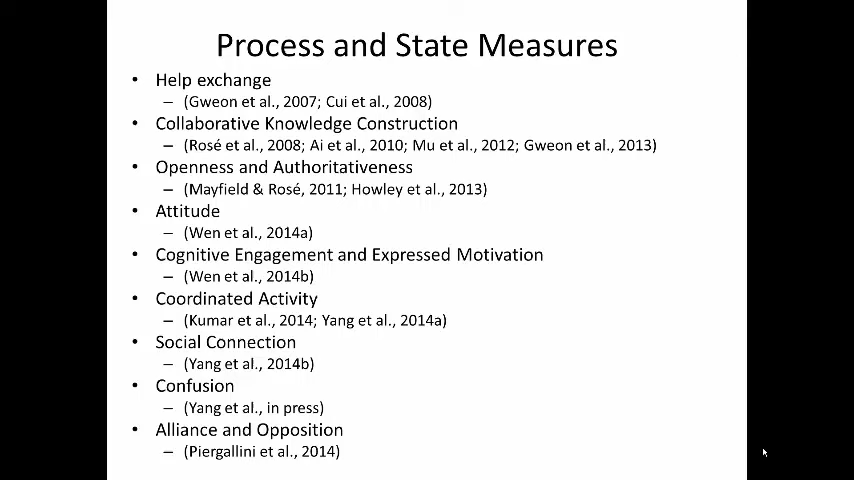 Process and State Measures
• Help exchange
– (Gweon et al., 2007; Cui et al., 2008)
• Collaborative Knowledge Construction
– (Rosé et al., 2008; Ai et al., 2010; Mu et al., 2012; Gweon et al., 2013)
• Openness and Authoritativeness
– (Mayfield & Rosé, 2011; Howley et al., 2013)
• Attitude
– (Wen et al., 2014a)
• Cognitive Engagement and Expressed Motivation
– (Wen et al., 2014b)
• Coordinated Activity
– (Kumar et al., 2014; Yang et al., 2014a)
• Social Connection
– (Yang et al., 2014b)
• Confusion
– (Yang et al., in press)
• Alliance and Opposition
– (Piergallini et al., 2014)